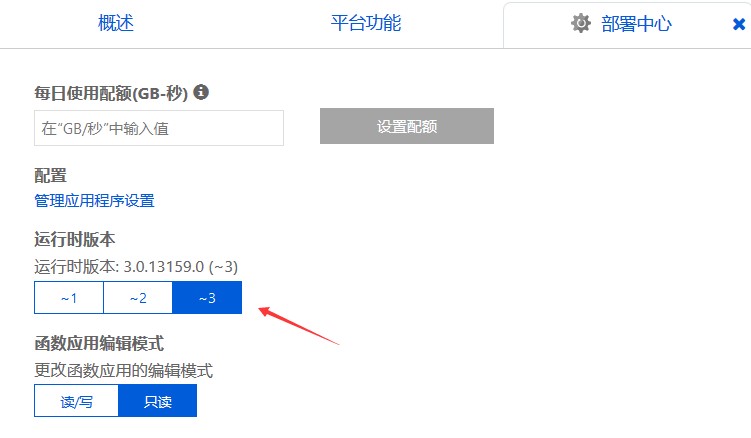 概述 平台功能 部署中心
每日使用配额(GB-秒)
在“GB/秒”中输入值 设置配额
配置
管理应用程序设置
运行时版本
运行时版本: 3.0.13159.0 (~3)
~1 ~2 ~3
函数应用编辑模式
更改函数应用的编辑模式
读/写 只读